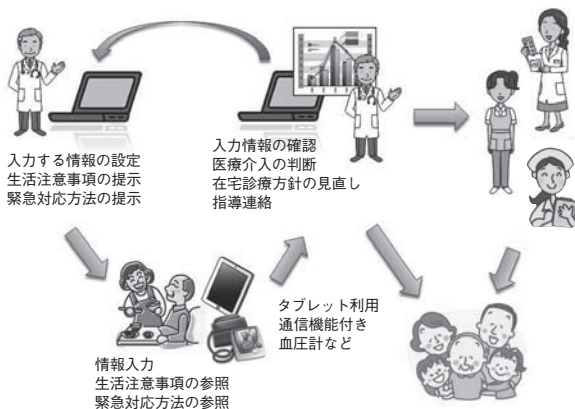 入力する情報の設定
生活注意事項の提示
緊急対応方法の提示
入力情報の確認
医療介入の判断
在宅診療方針の見直し
指導連絡
タブレット利用
通信機能付き
血圧計など
情報入力
生活注意事項の参照
緊急対応方法の参照